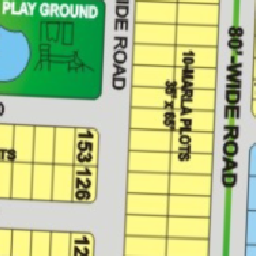 PLAY GROUND
WIDE ROAD
10-MARLA PLOTS
35' x 65'
80'-WIDE ROAD
153
126